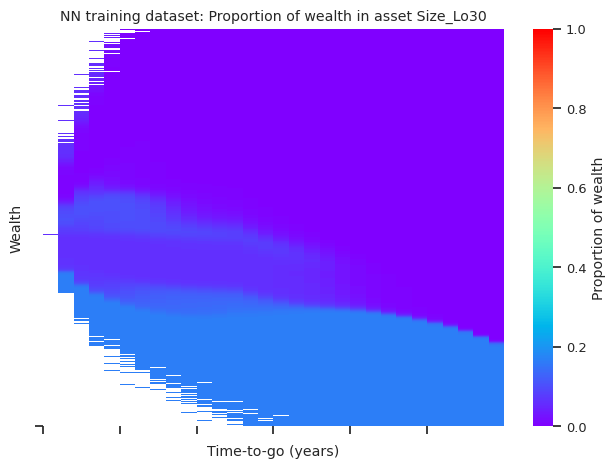 NN training dataset: Proportion of wealth in asset Size_Lo30
Wealth
Time-to-go (years)
1.0
0.8
0.6
0.4
0.2
0.0
Proportion of wealth